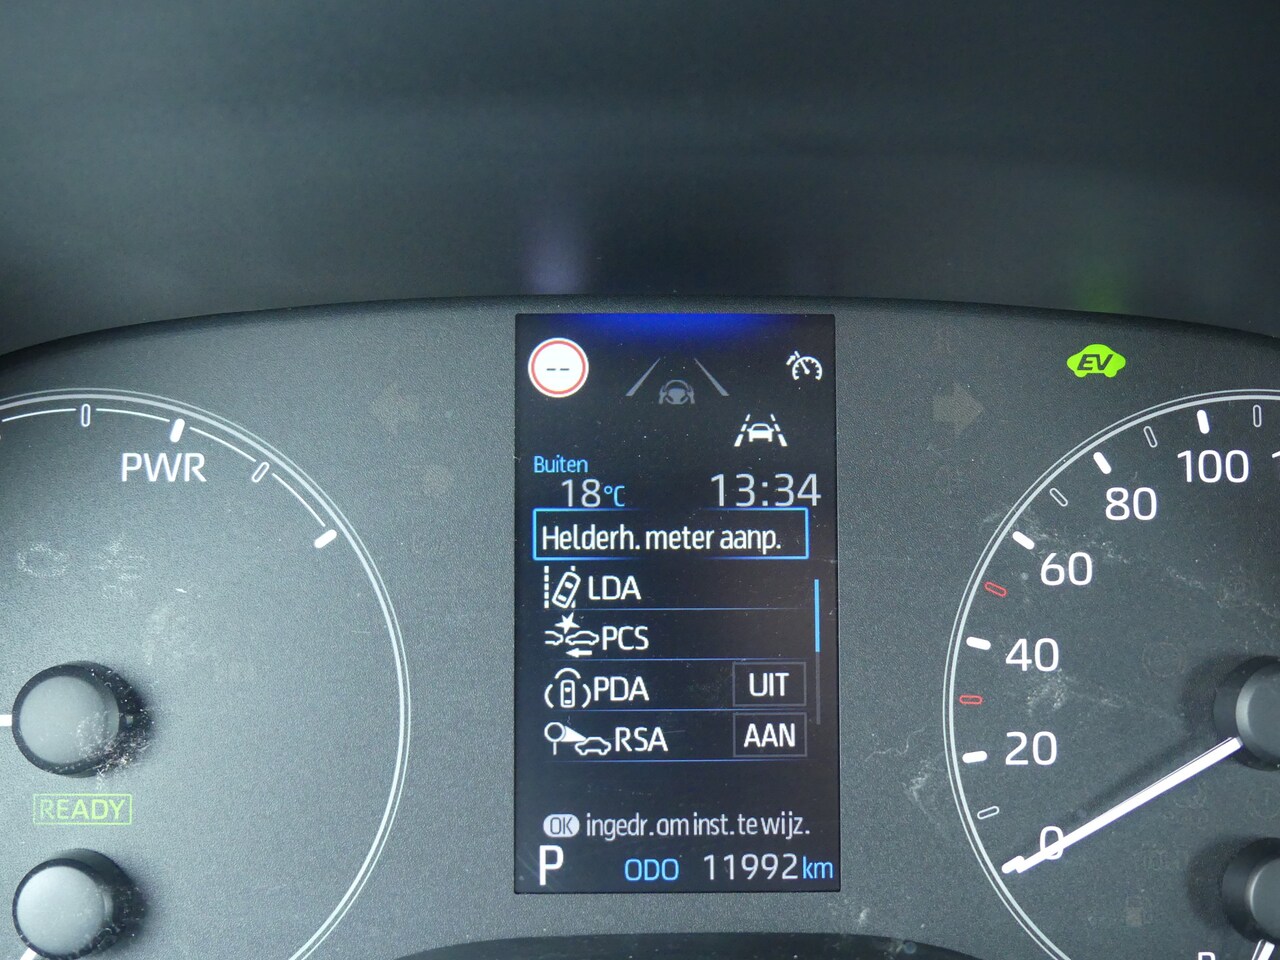 --
EV
PWR
Buiten
18°C
13:34
Helderh. meter aanp.
LDA
PCS
PDA UIT
RSA AAN
OK ingedr. om inst. te wijz.
P ODO 11992 km
READY
100
80
60
40
20
0